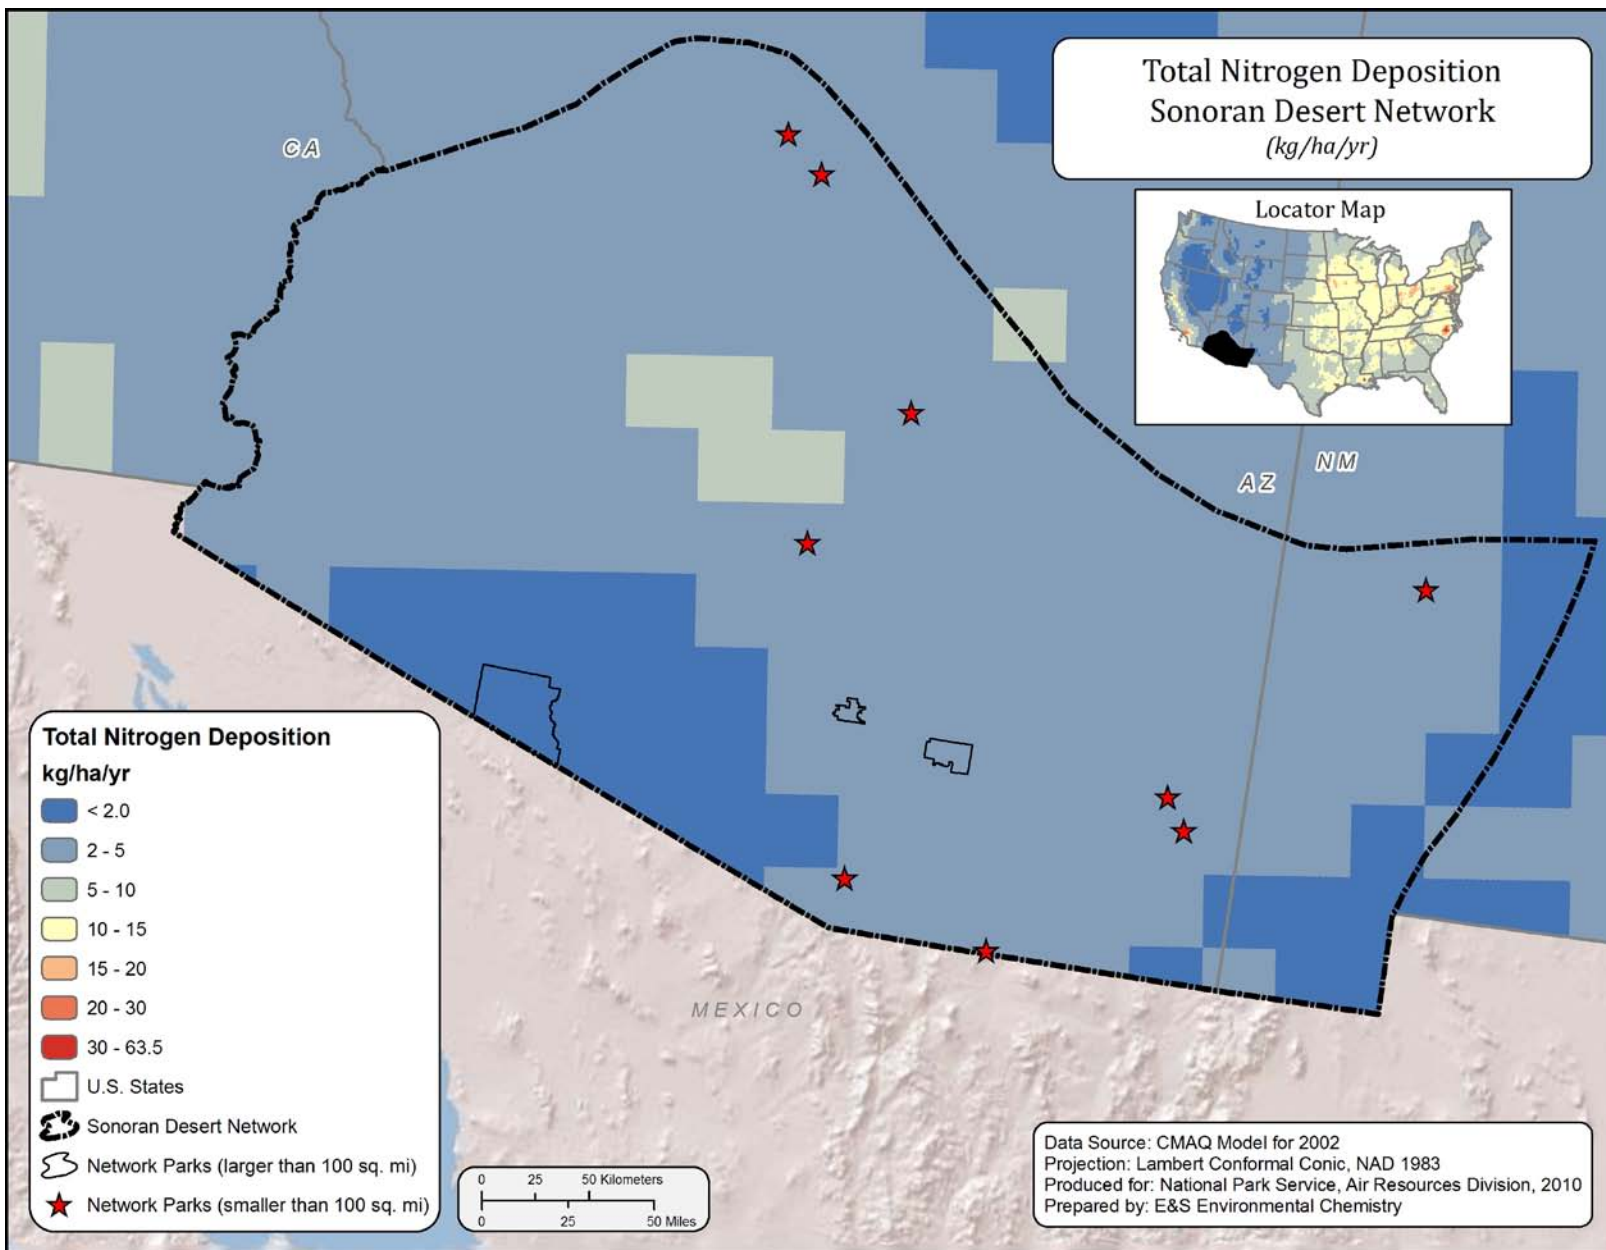 Total Nitrogen Deposition
Sonoran Desert Network
(kg/ha/yr)
CA
Locator Map
NM
AZ
MEXICO
Total Nitrogen Deposition
kg/ha/yr
< 2.0
2 - 5
5 - 10
10 - 15
15 - 20
20 - 30
30 - 63.5
U.S. States
Sonoran Desert Network
Network Parks (larger than 100 sq. mi)
Network Parks (smaller than 100 sq. mi)
0 25 50 Kilometers
0 25 50 Miles
Data Source: CMAQ Model for 2002
Projection: Lambert Conformal Conic, NAD 1983
Produced for: National Park Service, Air Resources Division, 2010
Prepared by: E&S Environmental Chemistry